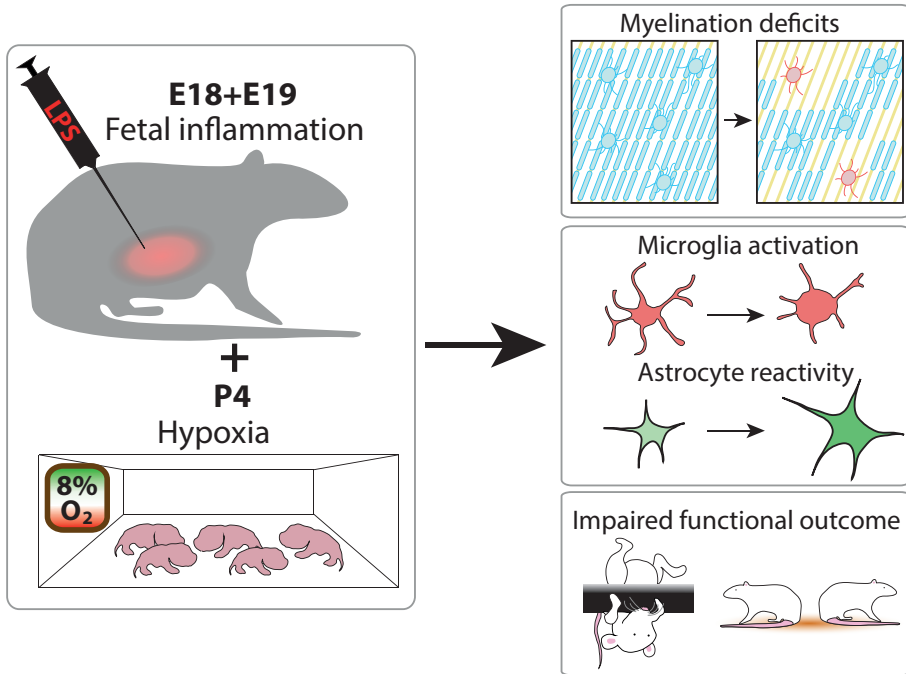 LPS
E18+E19
Fetal inflammation
+
P4
Hypoxia
8%
O₂
Myelination deficits
Microglia activation
Astrocyte reactivity
Impaired functional outcome